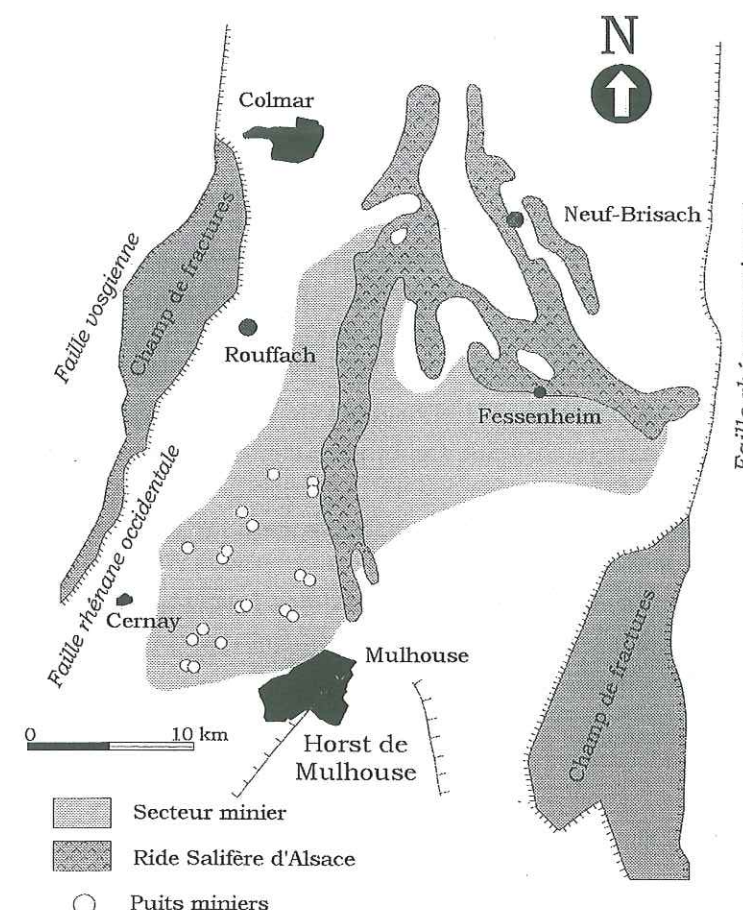 N
Colmar
Neuf-Brisach
Champ de fractures
Faille vosgienne
Rouffach
Fessenheim
Faille rhénane occidentale
Cernay
Mulhouse
Champ de fractures
0 10 km
Horst de
Mulhouse
Secteur minier
Ride Salifère d'Alsace
Puits miniers